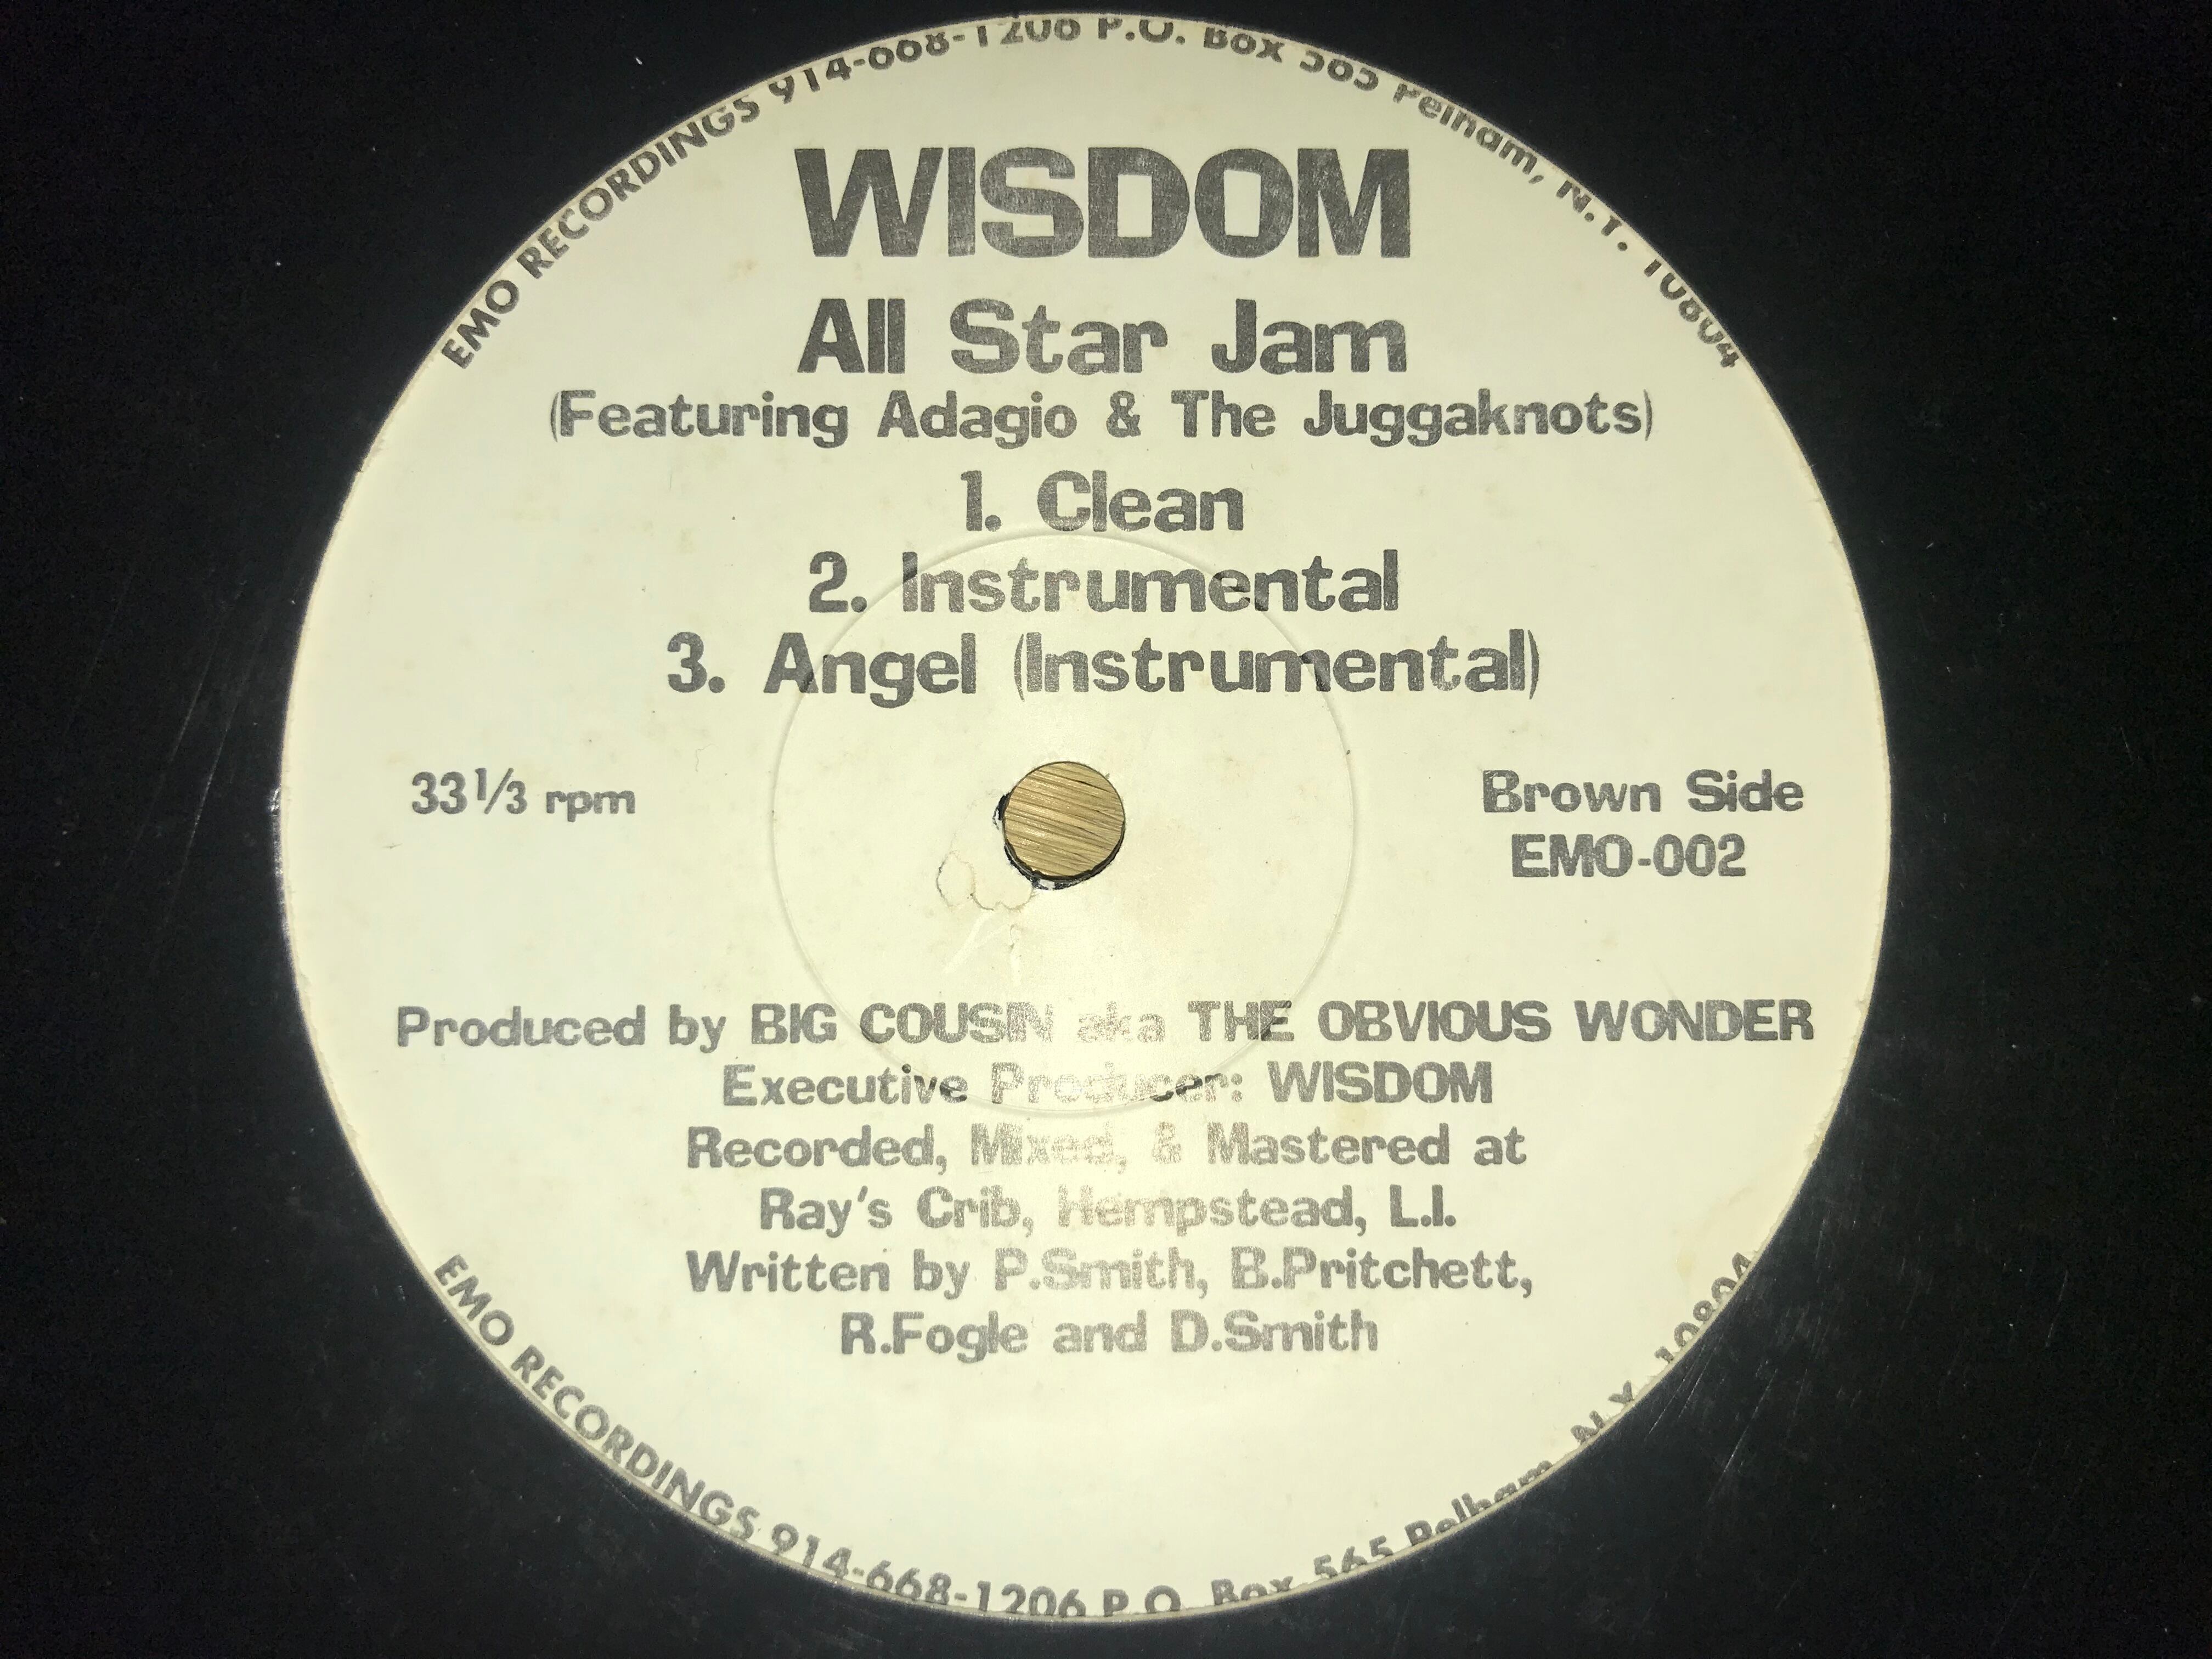 EMO RECORDINGS 914-668-1206 P.O. Box 565 Pelham, N.Y. 10804
WISDOM
All Star Jam
(Featuring Adagio & The Juggaknots)
1. Clean
2. Instrumental
3. Angel (Instrumental)
33 1/3 rpm
Brown Side
EMO-002
Produced by BIG COUSIN aka THE OBVIOUS WONDER
Executive Producer: WISDOM
Recorded, Mixed, & Mastered at
Ray's Crib, Hempstead, L.I.
Written by P.Smith, B.Pritchett,
R.Fogle and D.Smith
EMO RECORDINGS 914-668-1206 P.O. Box 565 Pelham, N.Y. 10804